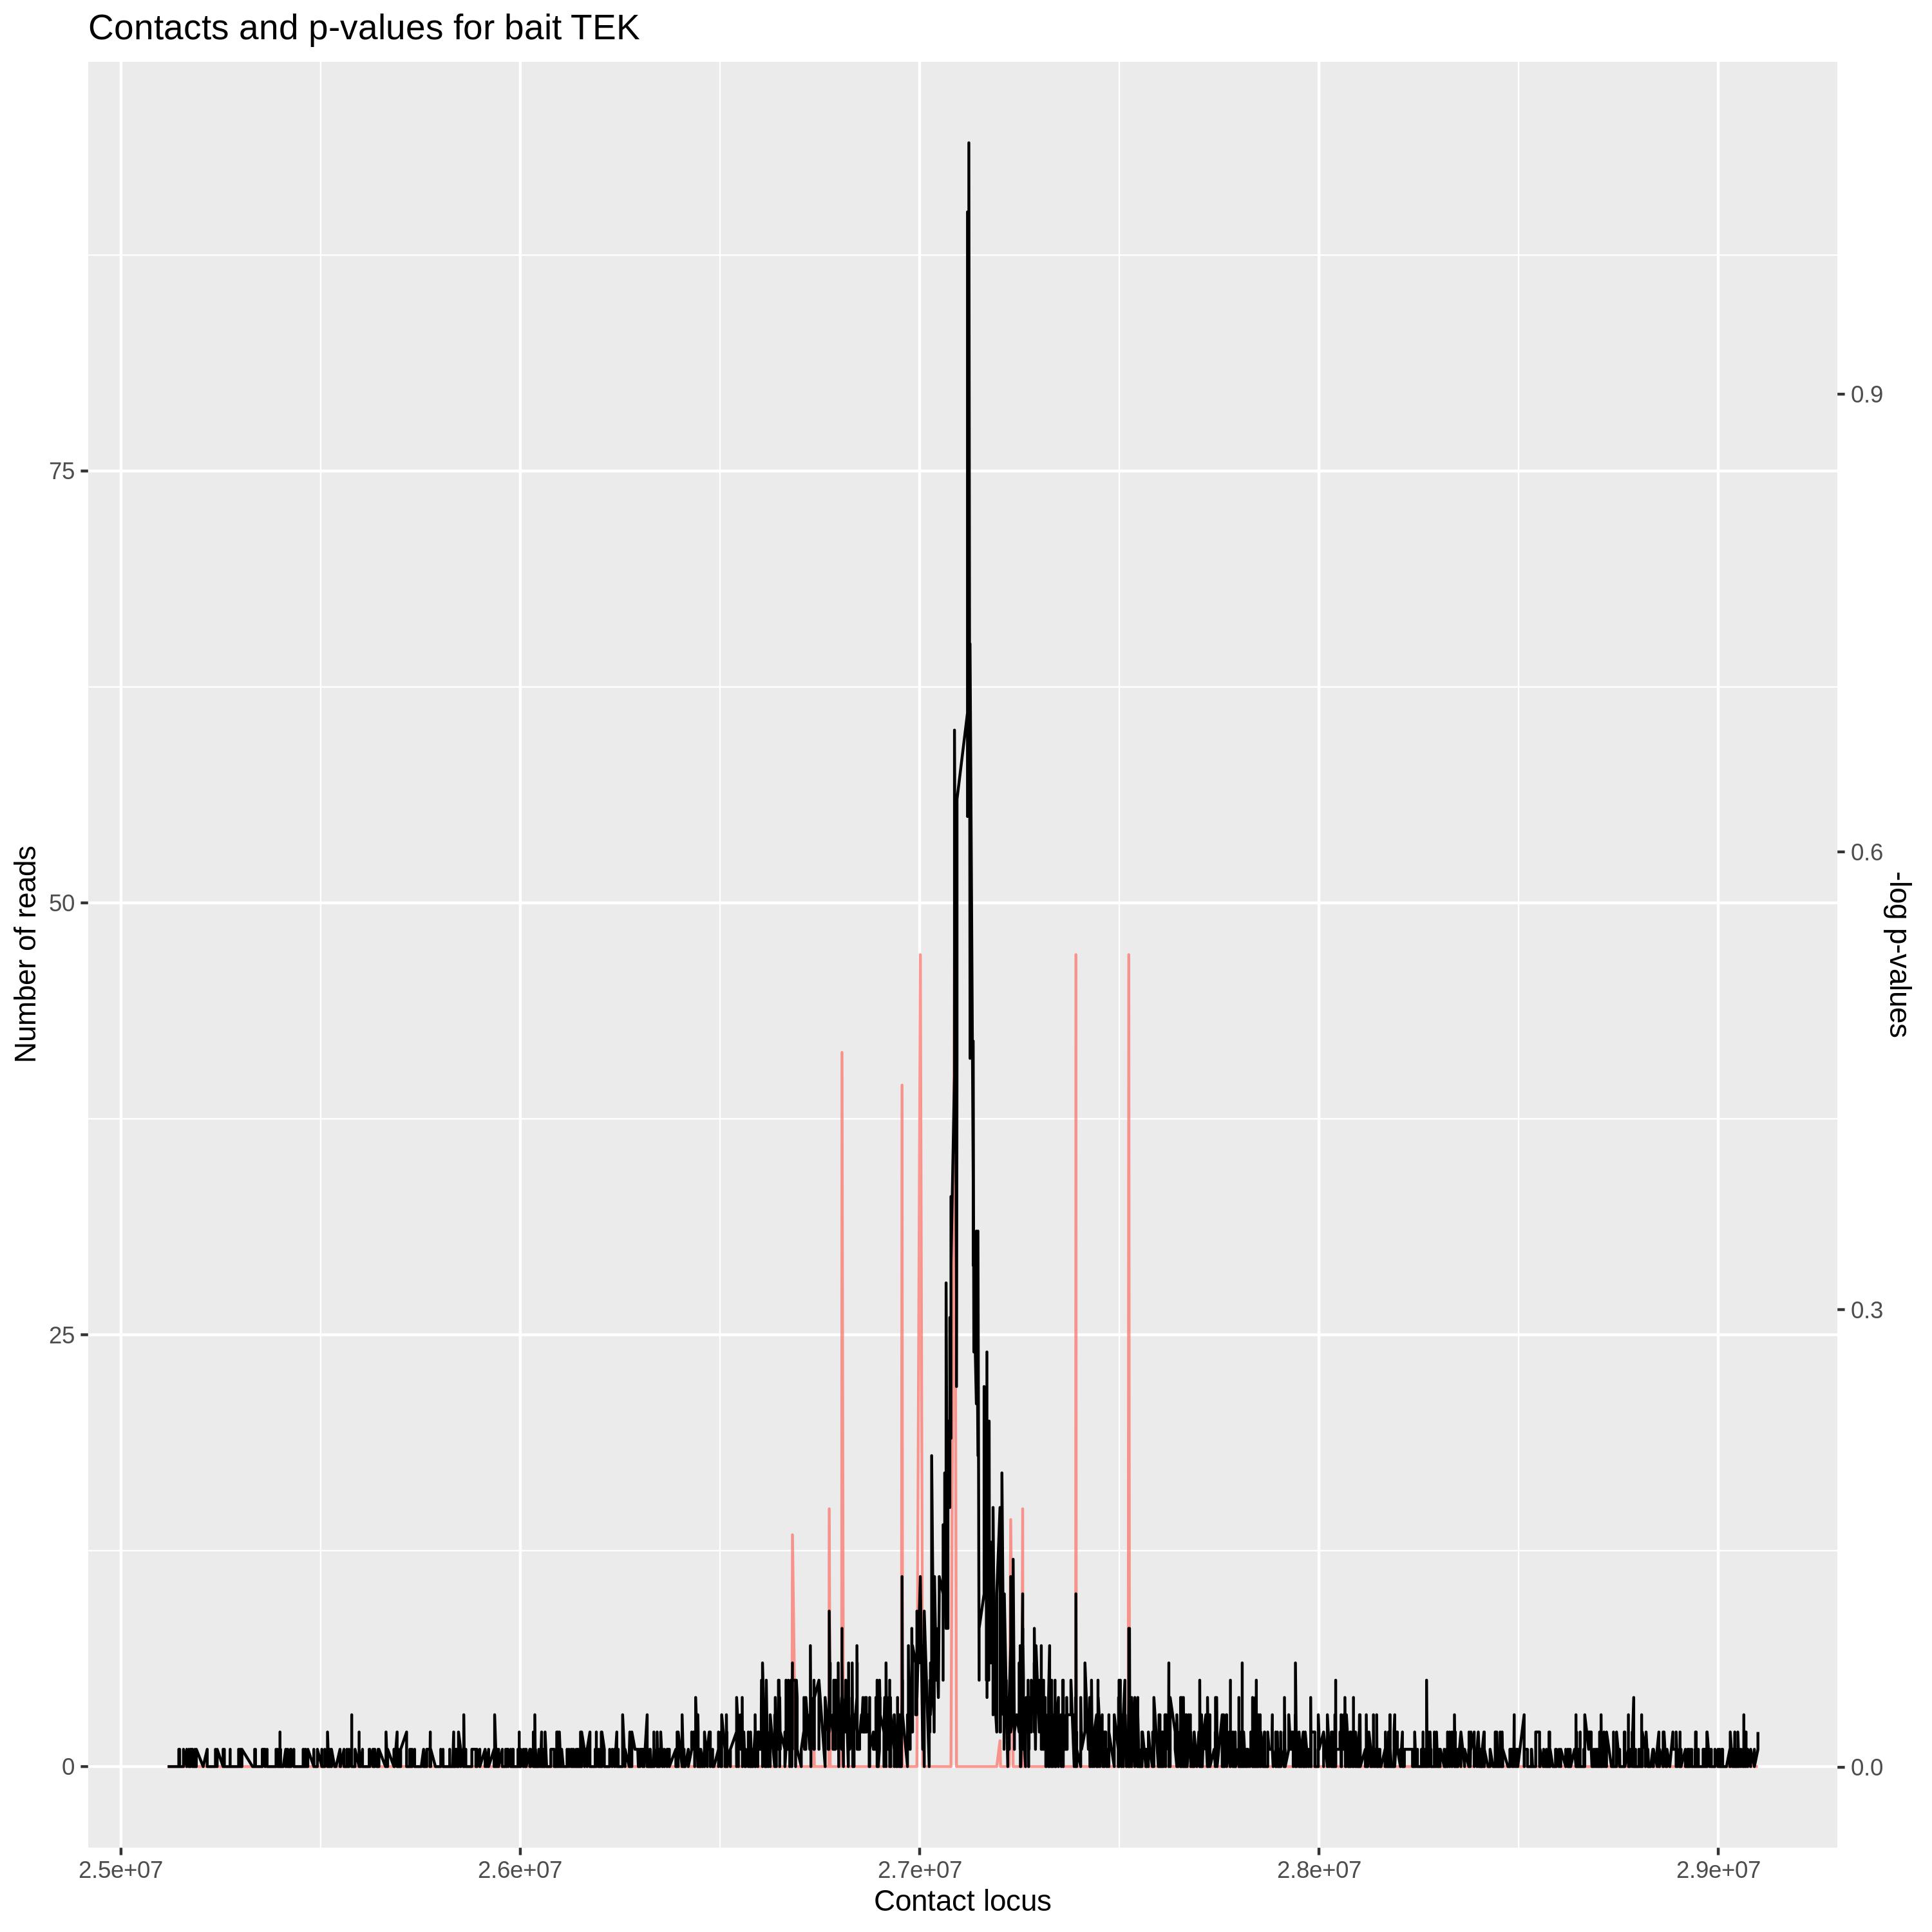 Contacts and p-values for bait TEK
75
50
25
0
0.9
0.6
0.3
0.0
Number of reads
-log p-values
2.5e+07
2.6e+07
2.7e+07
2.8e+07
2.9e+07
Contact locus